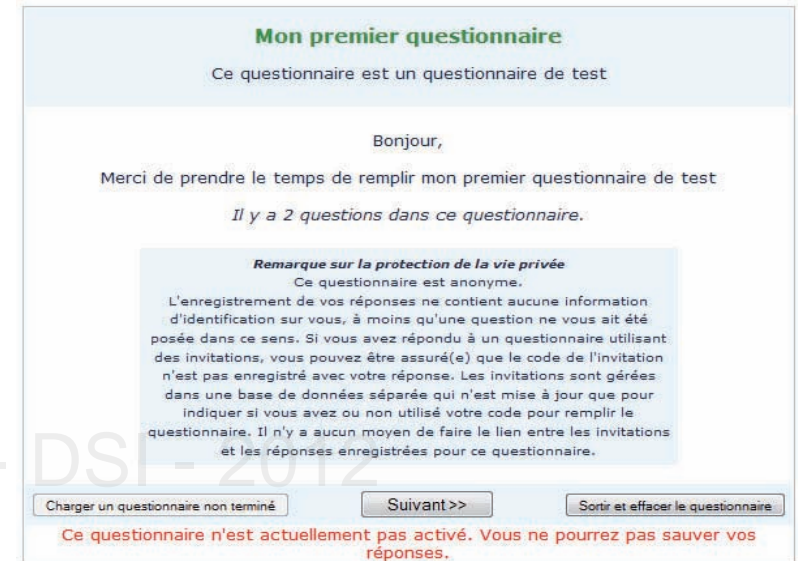 Mon premier questionnaire
Ce questionnaire est un questionnaire de test
Bonjour,
Merci de prendre le temps de remplir mon premier questionnaire de test
Il y a 2 questions dans ce questionnaire.
Remarque sur la protection de la vie privée
Ce questionnaire est anonyme.
L'enregistrement de vos réponses ne contient aucune information
d'identification sur vous, à moins qu'une question ne vous ait été
posée dans ce sens. Si vous avez répondu à un questionnaire utilisant
des invitations, vous pouvez être assuré(e) que le code de l'invitation
n'est pas enregistré avec votre réponse. Les invitations sont gérées
dans une base de données séparée qui n'est mise à jour que pour
indiquer si vous avez ou non utilisé votre code pour remplir le
questionnaire. Il n'y a aucun moyen de faire le lien entre les invitations
et les réponses enregistrées pour ce questionnaire.
- DSI - 2012
Charger un questionnaire non terminé Suivant >> Sortir et effacer le questionnaire
Ce questionnaire n'est actuellement pas activé. Vous ne pourrez pas sauver vos
réponses.